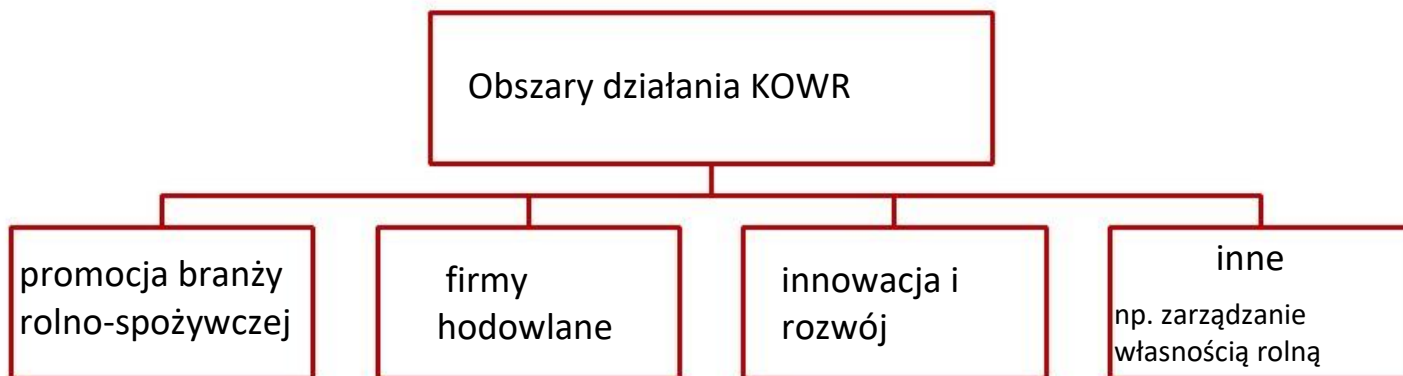 Obszary działania KOWR
promocja branży
rolno-spożywczej
firmy
hodowlane
innowacja i
rozwój
inne
np. zarządzanie
własnością rolną